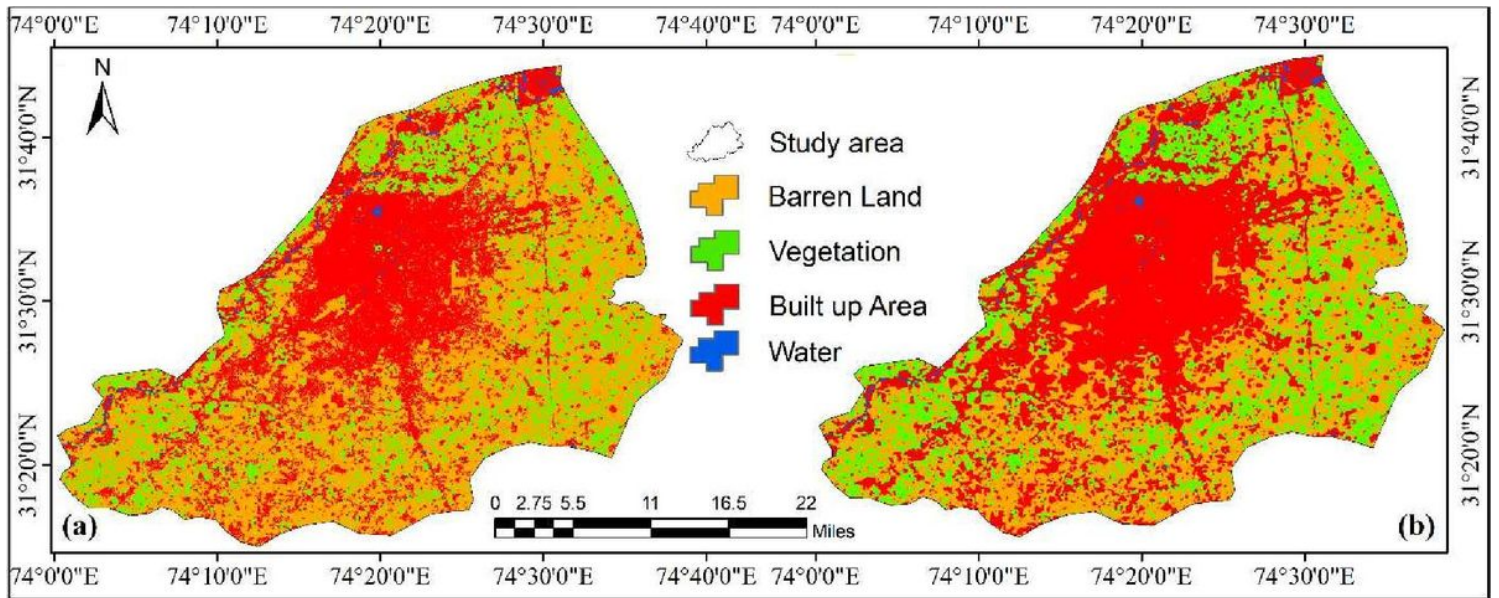 74°0'0"E 74°10'0"E 74°20'0"E 74°30'0"E 74°40'0"E 74°0'0"E 74°10'0"E 74°20'0"E 74°30'0"E
N
31°40'0"N
31°30'0"N
31°20'0"N
Study area
Barren Land
Vegetation
Built up Area
Water
31°40'0"N
31°30'0"N
31°20'0"N
0 2.75 5.5 11 16.5 22
Miles
(a)
(b)
74°0'0"E 74°10'0"E 74°20'0"E 74°30'0"E 74°40'0"E 74°0'0"E 74°10'0"E 74°20'0"E 74°30'0"E